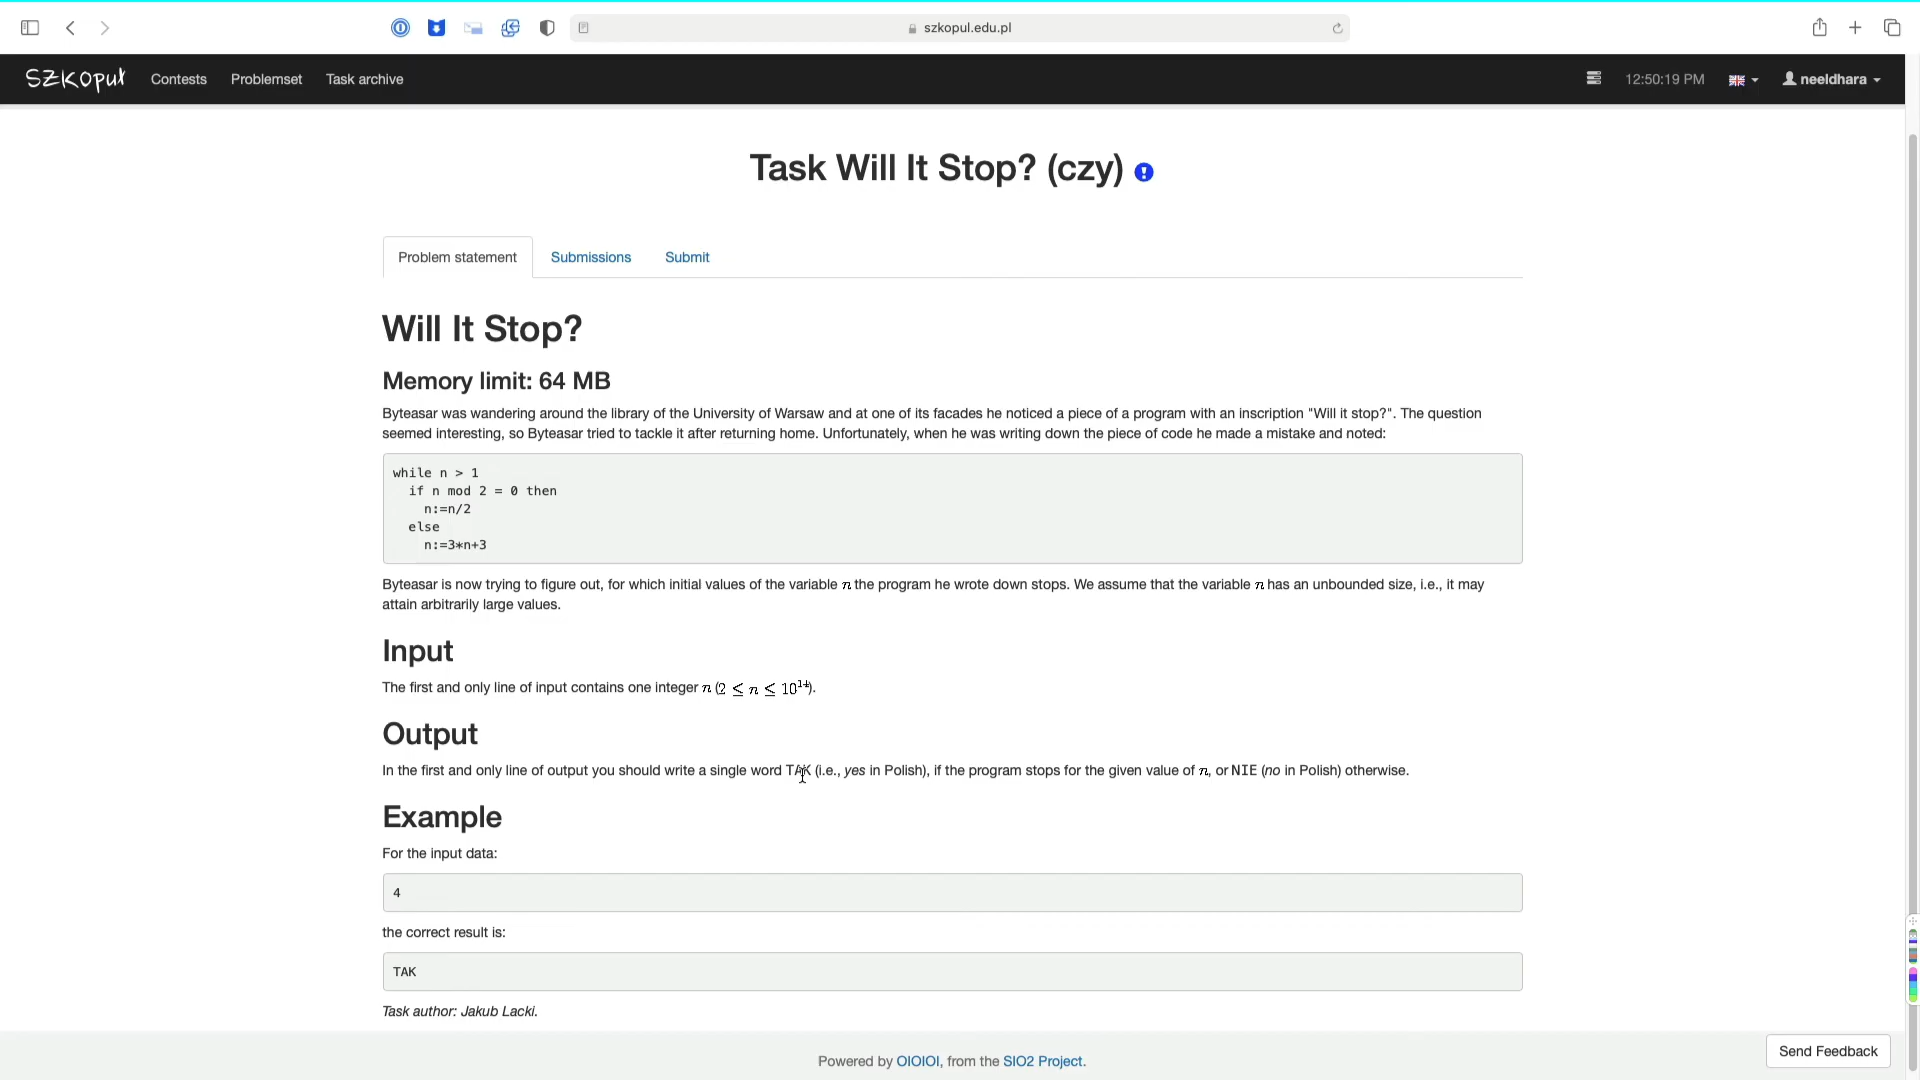 szkopul.edu.pl
SZKOpuł Contests Problemset Task archive 12:50:19 PM neeldhara
Task Will It Stop? (czy)
Problem statement Submissions Submit
Will It Stop?
Memory limit: 64 MB
Byteasar was wandering around the library of the University of Warsaw and at one of its facades he noticed a piece of a program with an inscription "Will it stop?". The question
seemed interesting, so Byteasar tried to tackle it after returning home. Unfortunately, when he was writing down the piece of code he made a mistake and noted:
while n > 1
if n mod 2 = 0 then
n:=n/2
else
n:=3*n+3
Byteasar is now trying to figure out, for which initial values of the variable n the program he wrote down stops. We assume that the variable n has an unbounded size, i.e., it may
attain arbitrarily large values.
Input
The first and only line of input contains one integer n (2 ≤ n ≤ 10¹⁴).
Output
In the first and only line of output you should write a single word TAK (i.e., yes in Polish), if the program stops for the given value of n, or NIE (no in Polish) otherwise.
Example
For the input data:
4
the correct result is:
TAK
Task author: Jakub Lacki.
Powered by OIOIOI, from the SIO2 Project.
Send Feedback